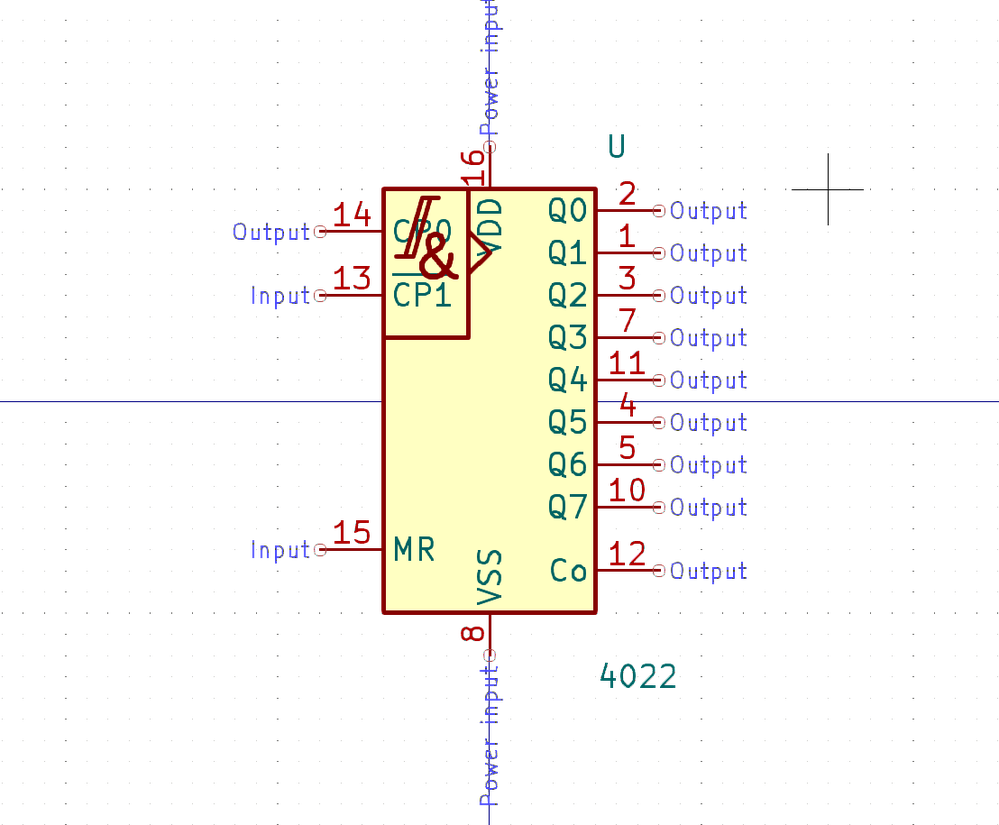 Power input
U
16
VDD
14
CP0
Output
&
13
C̅P̅1
Input
Q0 2 Output
Q1 1 Output
Q2 3 Output
Q3 7 Output
Q4 11 Output
Q5 4 Output
Q6 5 Output
Q7 10 Output
15
MR
Input
Co 12 Output
VSS
8
4022
Power input